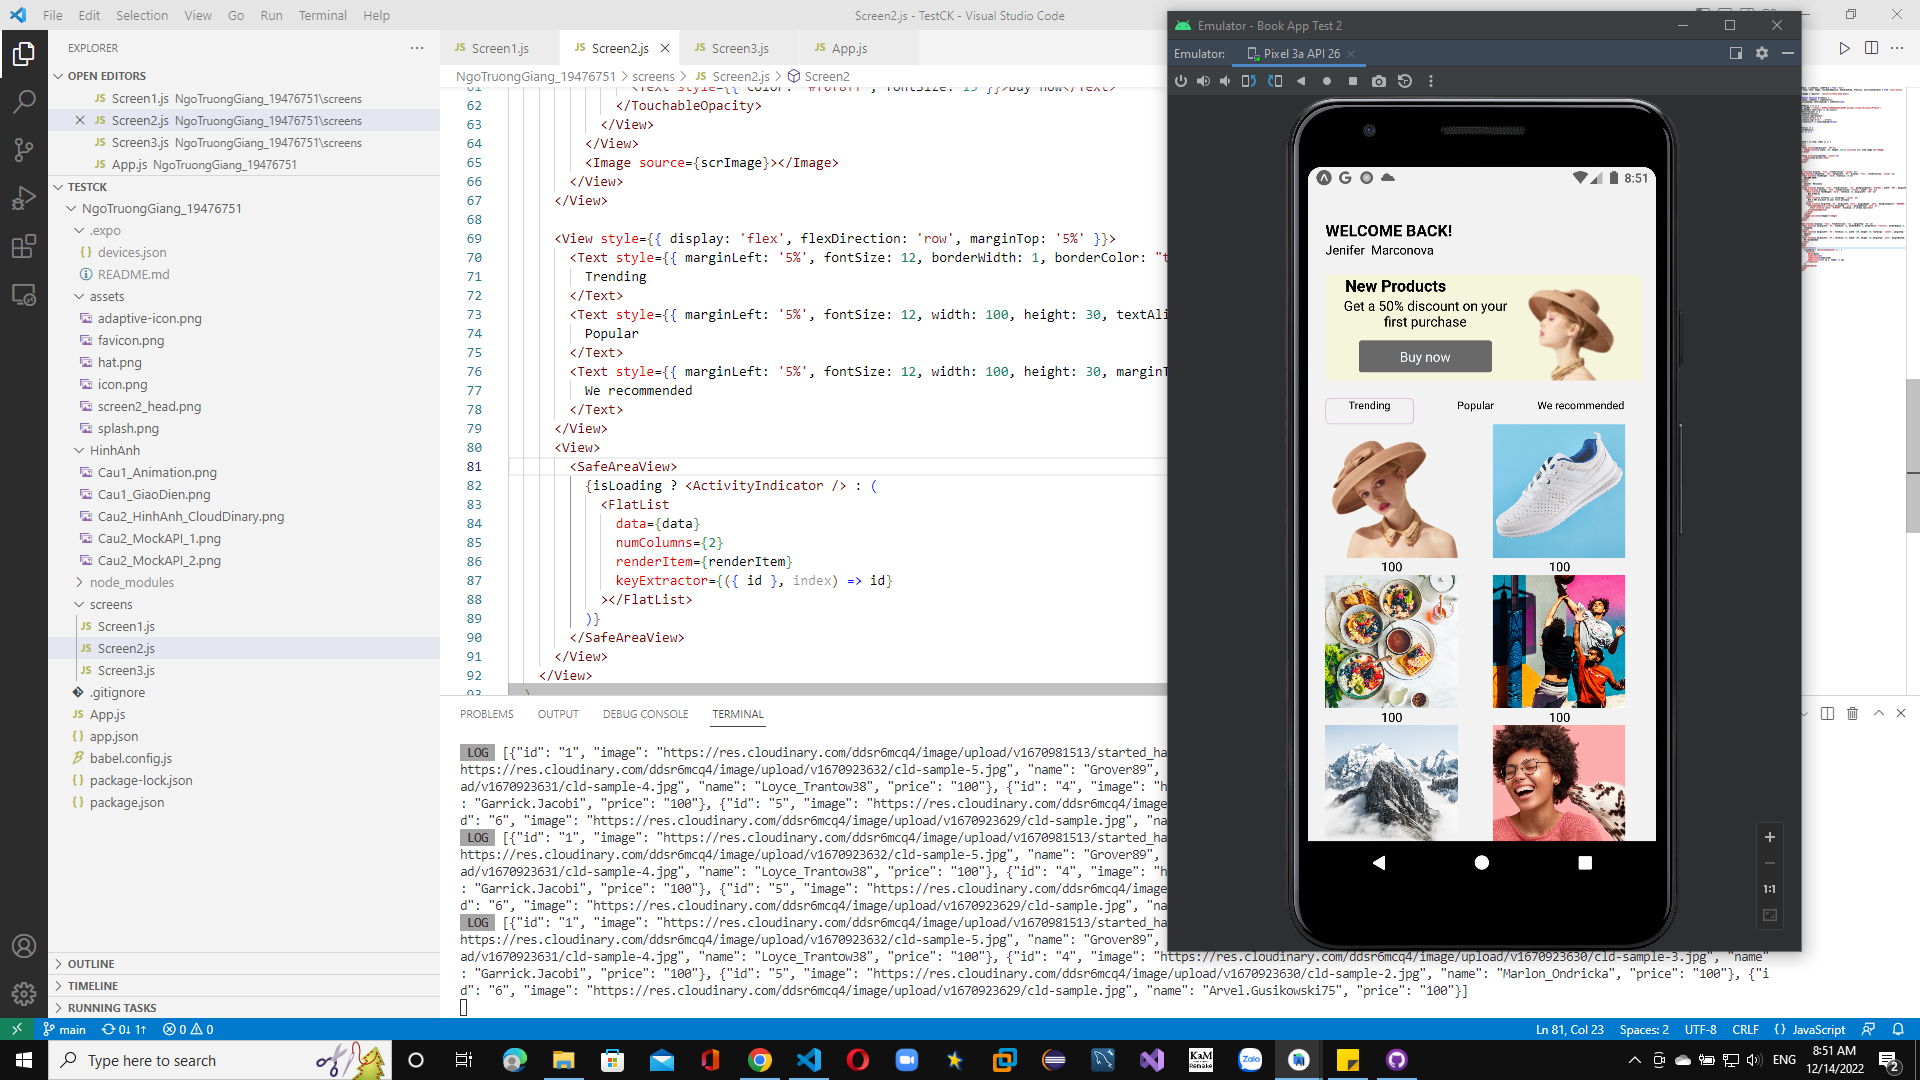 File Edit Selection View Go Run Terminal Help
Screen2.js - TestCK - Visual Studio Code
EXPLORER
OPEN EDITORS
Screen1.js NgoTruongGiang_19476751\screens
Screen2.js NgoTruongGiang_19476751\screens
Screen3.js NgoTruongGiang_19476751\screens
App.js NgoTruongGiang_19476751
TESTCK
NgoTruongGiang_19476751
.expo
devices.json
README.md
assets
adaptive-icon.png
favicon.png
hat.png
icon.png
screen2_head.png
splash.png
HinhAnh
Cau1_Animation.png
Cau1_GiaoDien.png
Cau2_HinhAnh_CloudDinary.png
Cau2_MockAPI_1.png
Cau2_MockAPI_2.png
node_modules
screens
Screen1.js
Screen2.js
Screen3.js
.gitignore
App.js
app.json
babel.config.js
package-lock.json
package.json
OUTLINE
TIMELINE
RUNNING TASKS
Screen1.js Screen2.js Screen3.js App.js
NgoTruongGiang_19476751 > screens > JS Screen2.js > Screen2
61 <Text style={{ color: "#f0f8ff", fontSize: 15 }}>Buy now</Text>
62 </TouchableOpacity>
63 </View>
64 </View>
65 <Image source={scrImage}></Image>
66 </View>
67 </View>
68
69 <View style={{ display: 'flex', flexDirection: 'row', marginTop: '5%' }}>
70 <Text style={{ marginLeft: '5%', fontSize: 12, borderWidth: 1, borderColor: "t
71 Trending
72 </Text>
73 <Text style={{ marginLeft: '5%', fontSize: 12, width: 100, height: 30, textAli
74 Popular
75 </Text>
76 <Text style={{ marginLeft: '5%', fontSize: 12, width: 100, height: 30, marginT
77 We recommended
78 </Text>
79 </View>
80 <View>
81 <SafeAreaView>
82 {isLoading ? <ActivityIndicator /> : (
83 <FlatList
84 data={data}
85 numColumns={2}
86 renderItem={renderItem}
87 keyExtractor={({ id }, index) => id}
88 ></FlatList>
89 )}
90 </SafeAreaView>
91 </View>
92 </View>
93 )
PROBLEMS OUTPUT DEBUG CONSOLE TERMINAL
LOG [{"id": "1", "image": "https://res.cloudinary.com/ddsr6mcq4/image/upload/v1670981513/started_ha
https://res.cloudinary.com/ddsr6mcq4/image/upload/v1670923632/cld-sample-5.jpg", "name": "Grover89",
ad/v1670923631/cld-sample-4.jpg", "name": "Loyce_Trantow38", "price": "100"}, {"id": "4", "image": "h
: "Garrick.Jacobi", "price": "100"}, {"id": "5", "image": "https://res.cloudinary.com/ddsr6mcq4/image
d": "6", "image": "https://res.cloudinary.com/ddsr6mcq4/image/upload/v1670923629/cld-sample.jpg", "na
LOG [{"id": "1", "image": "https://res.cloudinary.com/ddsr6mcq4/image/upload/v1670981513/started_ha
https://res.cloudinary.com/ddsr6mcq4/image/upload/v1670923632/cld-sample-5.jpg", "name": "Grover89",
ad/v1670923631/cld-sample-4.jpg", "name": "Loyce_Trantow38", "price": "100"}, {"id": "4", "image": "h
: "Garrick.Jacobi", "price": "100"}, {"id": "5", "image": "https://res.cloudinary.com/ddsr6mcq4/image
d": "6", "image": "https://res.cloudinary.com/ddsr6mcq4/image/upload/v1670923629/cld-sample.jpg", "na
LOG [{"id": "1", "image": "https://res.cloudinary.com/ddsr6mcq4/image/upload/v1670981513/started_ha
https://res.cloudinary.com/ddsr6mcq4/image/upload/v1670923632/cld-sample-5.jpg", "name": "Grover89",
ad/v1670923631/cld-sample-4.jpg", "name": "Loyce_Trantow38", "price": "100"}, {"id": "4", "image": "https://res.cloudinary.com/ddsr6mcq4/image/upload/v1670923630/cld-sample-3.jpg", "name"
: "Garrick.Jacobi", "price": "100"}, {"id": "5", "image": "https://res.cloudinary.com/ddsr6mcq4/image/upload/v1670923630/cld-sample-2.jpg", "name": "Marlon_Ondricka", "price": "100"}, {"i
d": "6", "image": "https://res.cloudinary.com/ddsr6mcq4/image/upload/v1670923629/cld-sample.jpg", "name": "Arvel.Gusikowski75", "price": "100"}]
Emulator - Book App Test 2
Emulator: Pixel 3a API 26
8:51
WELCOME BACK!
Jenifer Marconova
New Products
Get a 50% discount on your
first purchase
Buy now
Trending Popular We recommended
100 100
100 100
1:1
main 0↓ 1↑ 0 0
Ln 81, Col 23 Spaces: 2 UTF-8 CRLF {} JavaScript
Type here to search
KaM
Remake
Zalo
ENG
8:51 AM
12/14/2022
2